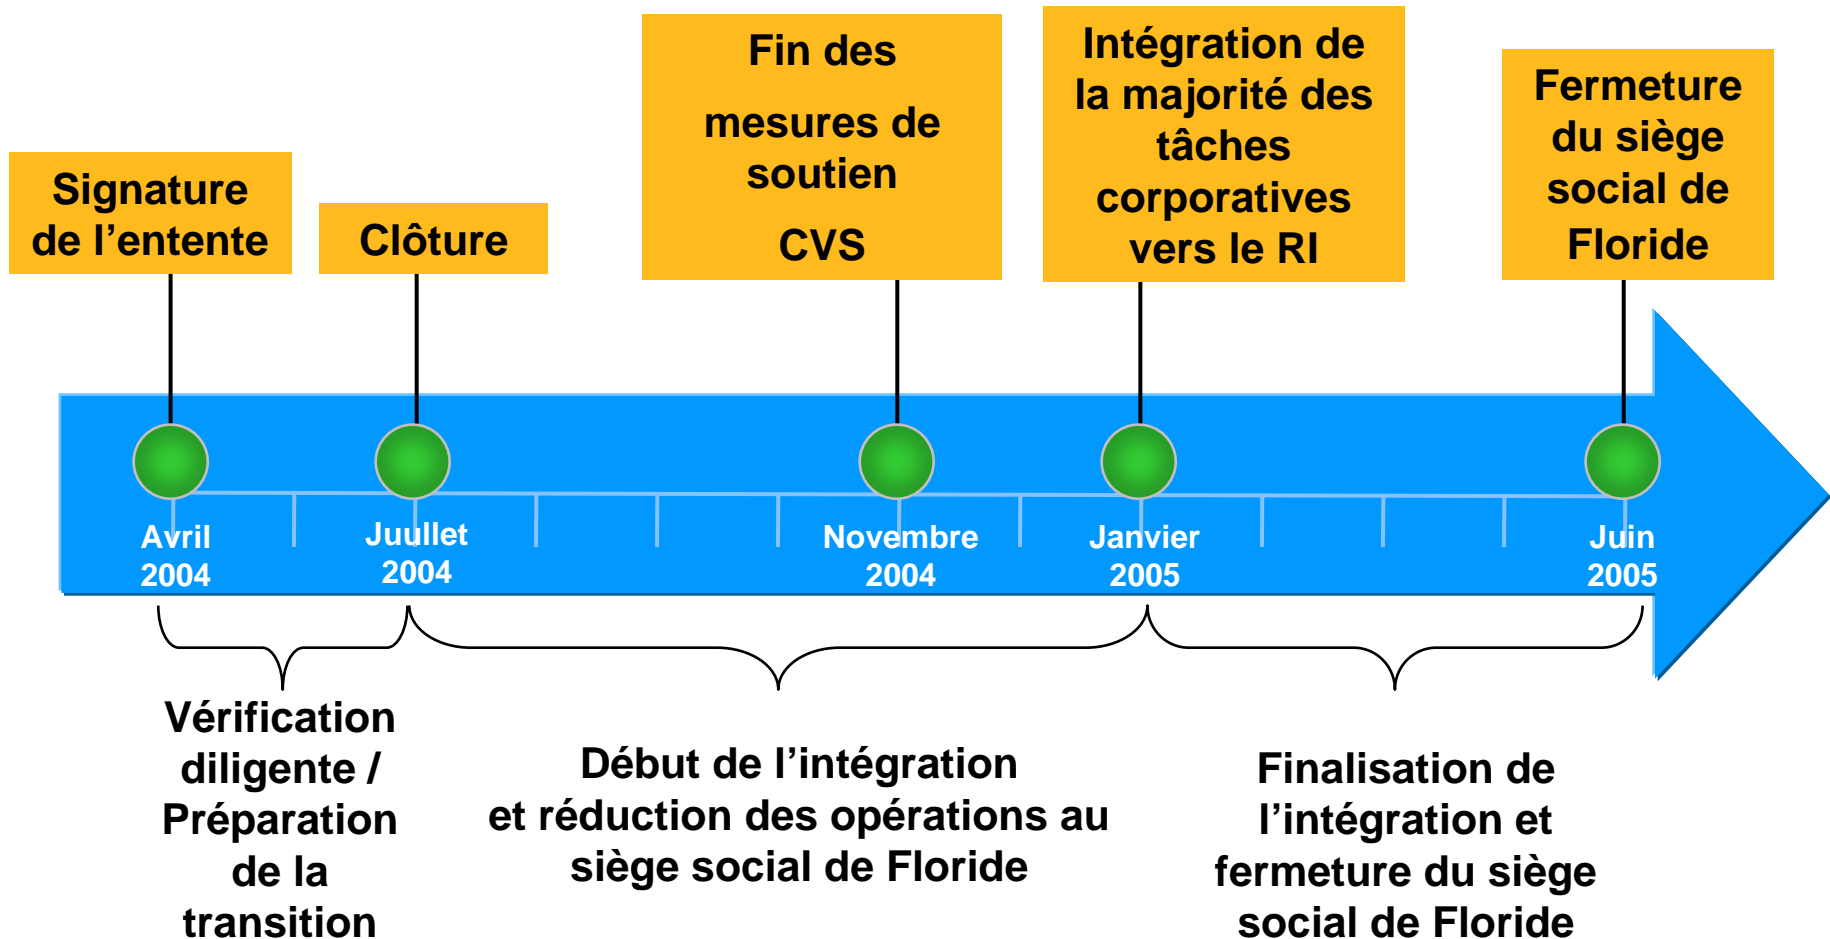 Signature
de l’entente
Clôture
Fin des
mesures de
soutien
CVS
Intégration de
la majorité des
tâches
corporatives
vers le RI
Fermeture
du siège
social de
Floride
Avril
2004
Juullet
2004
Novembre
2004
Janvier
2005
Juin
2005
Vérification
diligente /
Préparation
de la
transition
Début de l’intégration
et réduction des opérations au
siège social de Floride
Finalisation de
l’intégration et
fermeture du siège
social de Floride